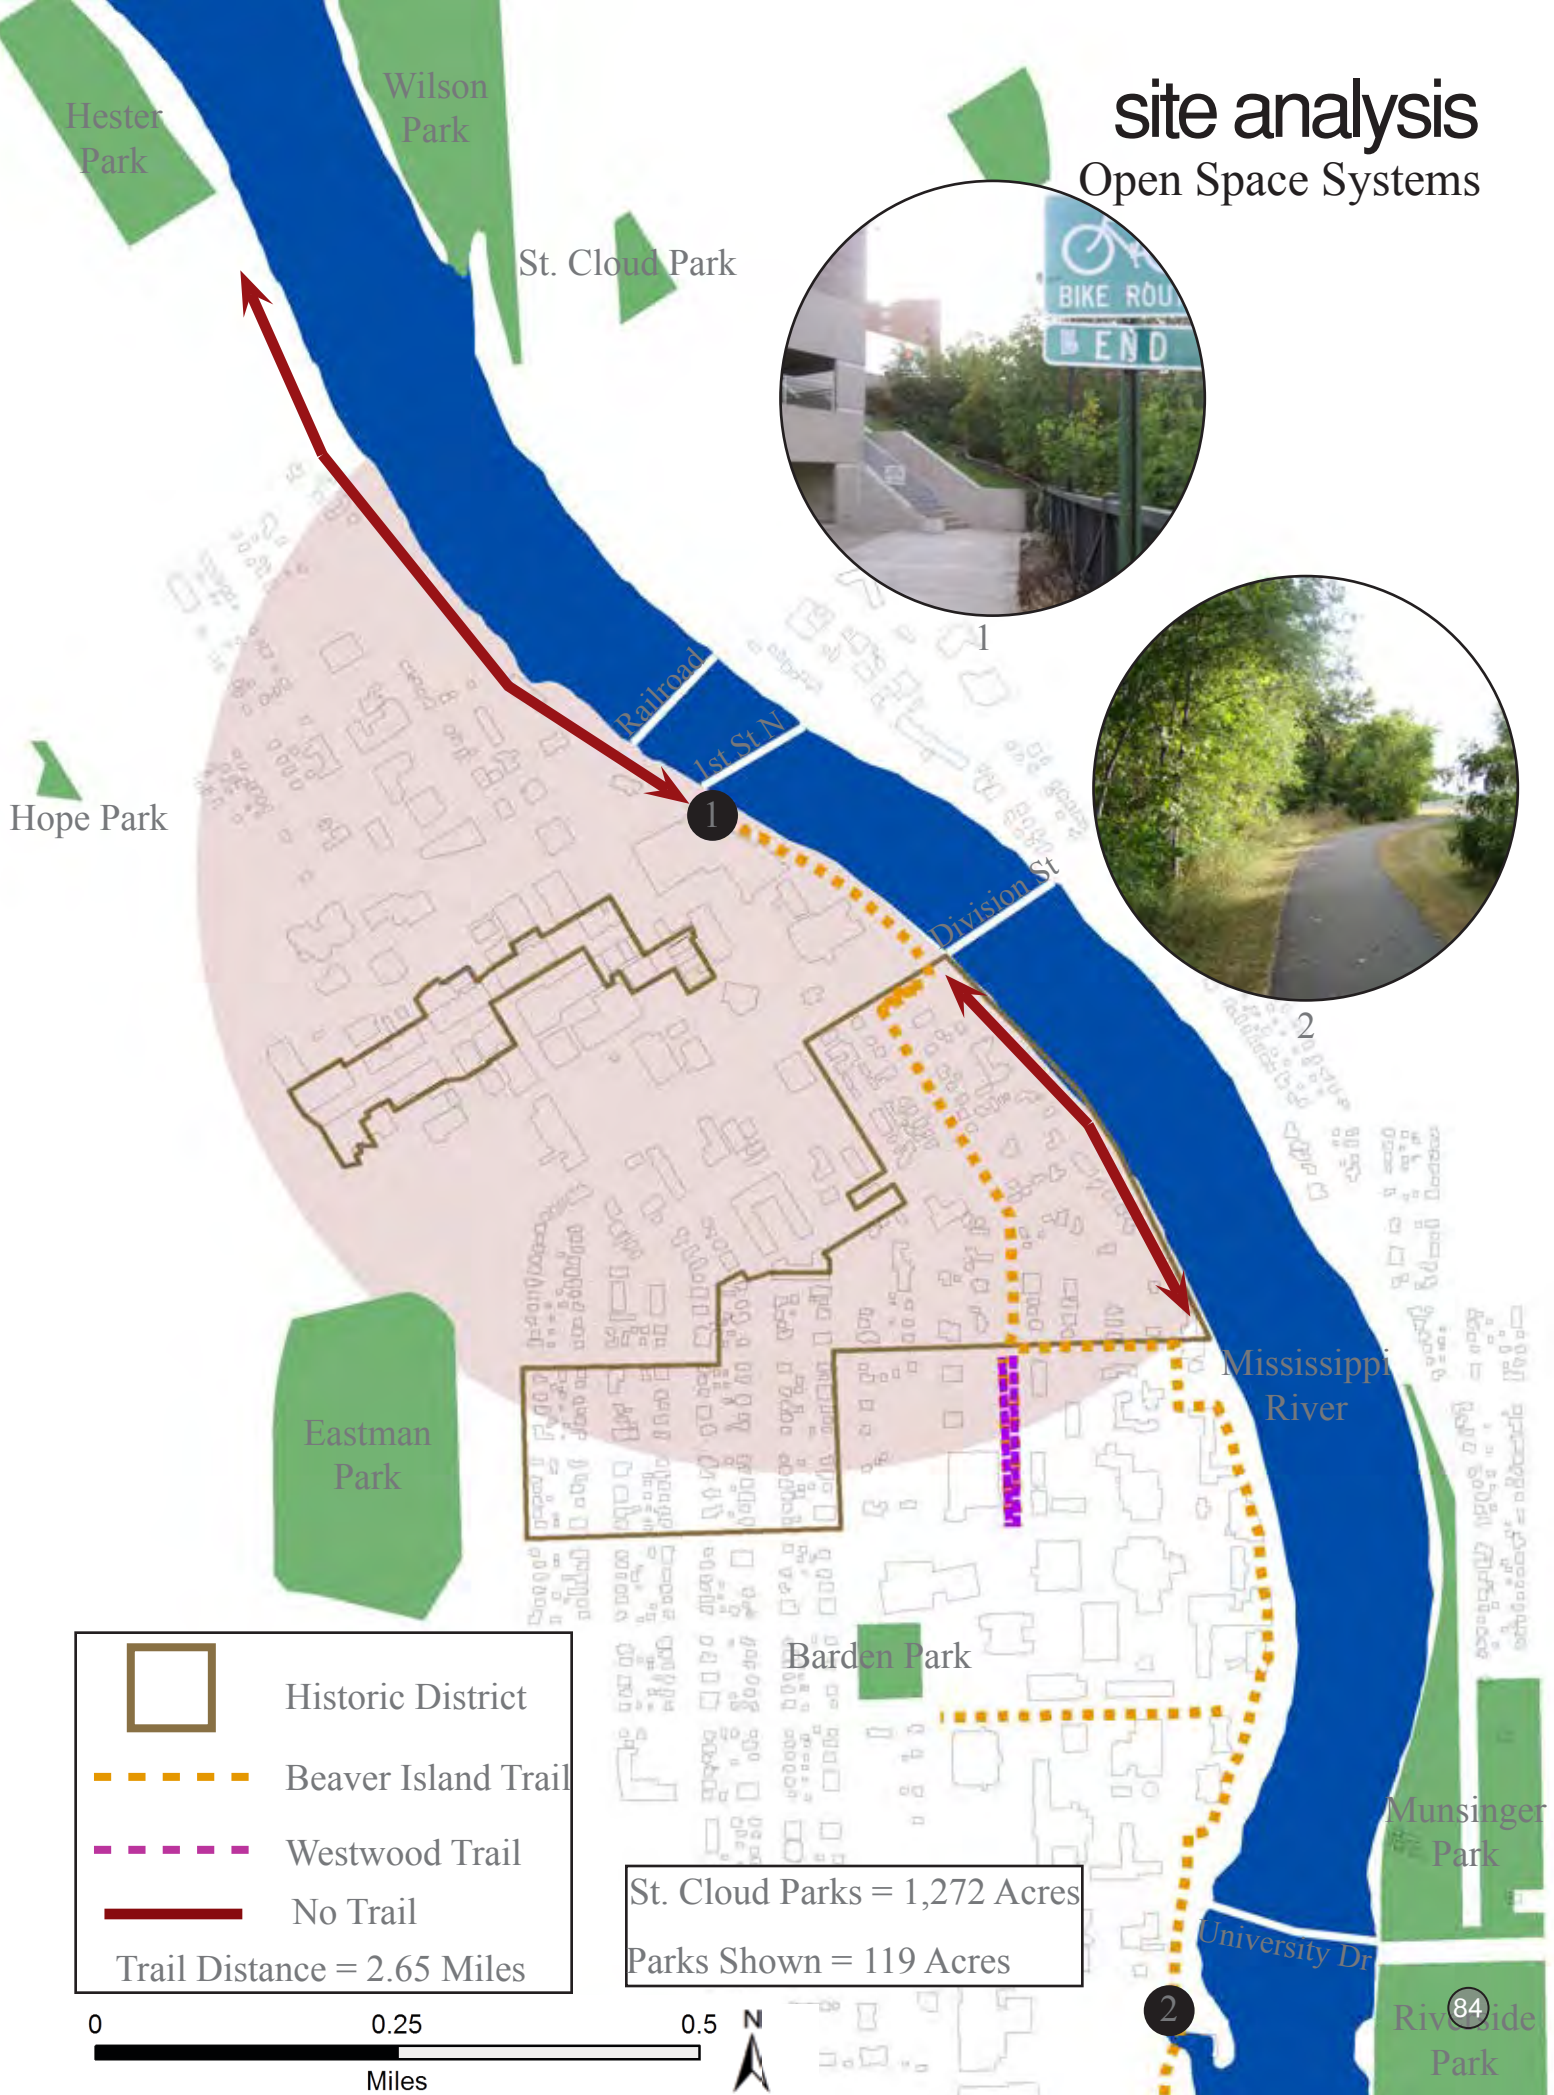 site analysis
Open Space Systems
Hester
Park
Wilson
Park
St. Cloud Park
BIKE ROU
END
1
Railroad
1st St N
Hope Park
1
Division St
2
Mississippi
River
Eastman
Park
Barden Park
Historic District
Beaver Island Trail
Westwood Trail
No Trail
Trail Distance = 2.65 Miles
St. Cloud Parks = 1,272 Acres
Parks Shown = 119 Acres
Munsinger
Park
University Dr
2
Riverside
Park
84
0 0.25 0.5
Miles
N